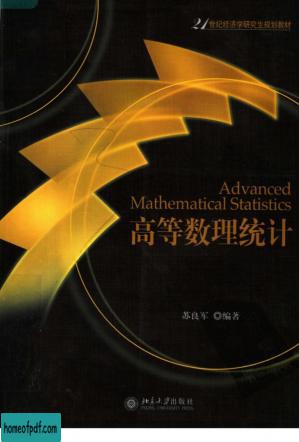 21世纪经济学研究生规划教材
Advanced
Mathematical Statistics
高等数理统计
苏良军 ◎编著
北京大学出版社
PEKING UNIVERSITY PRESS
homeofpdf.com